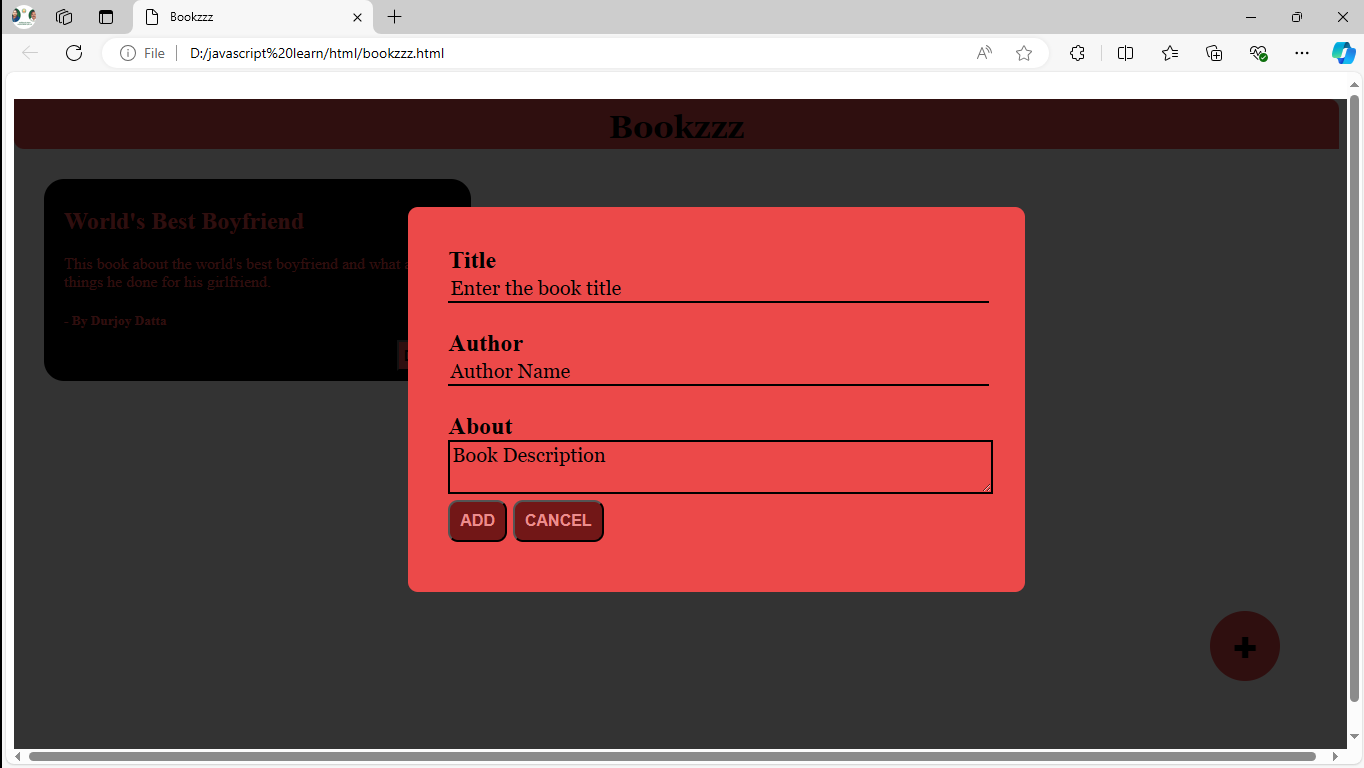 Bookzzz
File
D:/javascript%20learn/html/bookzzz.html
Bookzzz
World's Best Boyfriend
This book about the world's best boyfriend and what
things he done for his girlfriend.
- By Durjoy Datta
Title
Enter the book title
Author
Author Name
About
Book Description
ADD
CANCEL